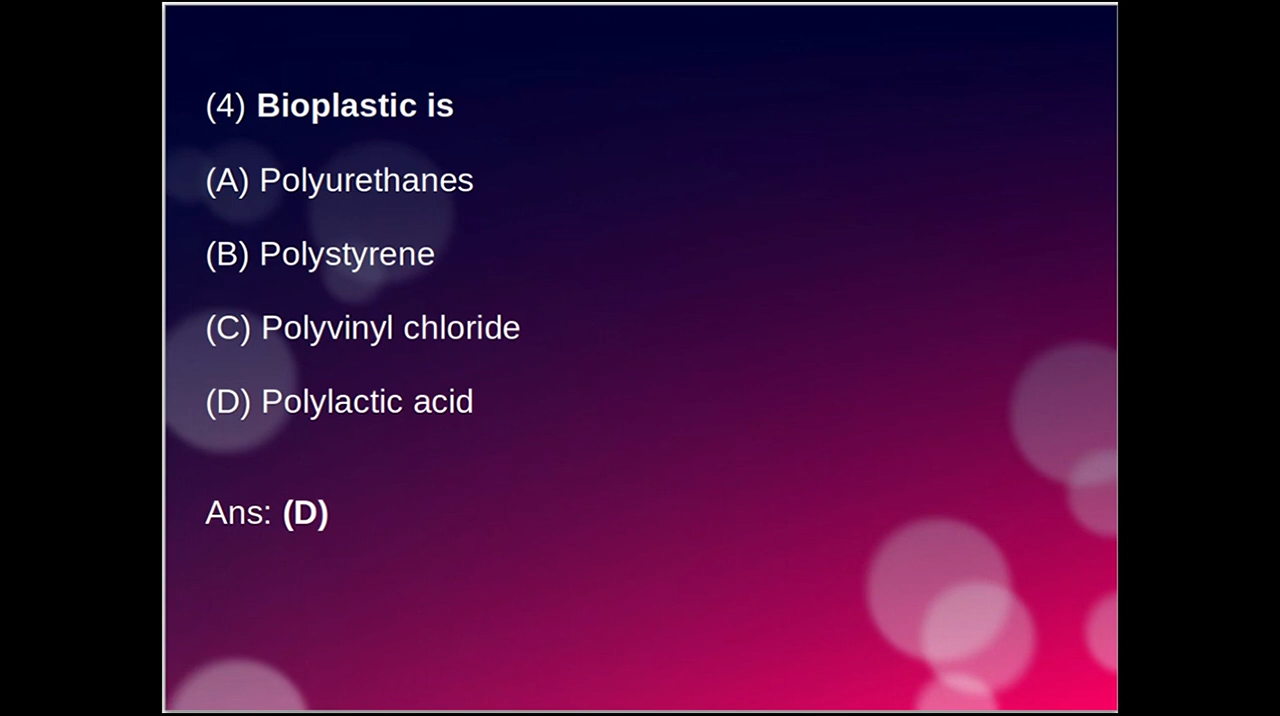 (4) Bioplastic is
(A) Polyurethanes
(B) Polystyrene
(C) Polyvinyl chloride
(D) Polylactic acid
Ans: (D)